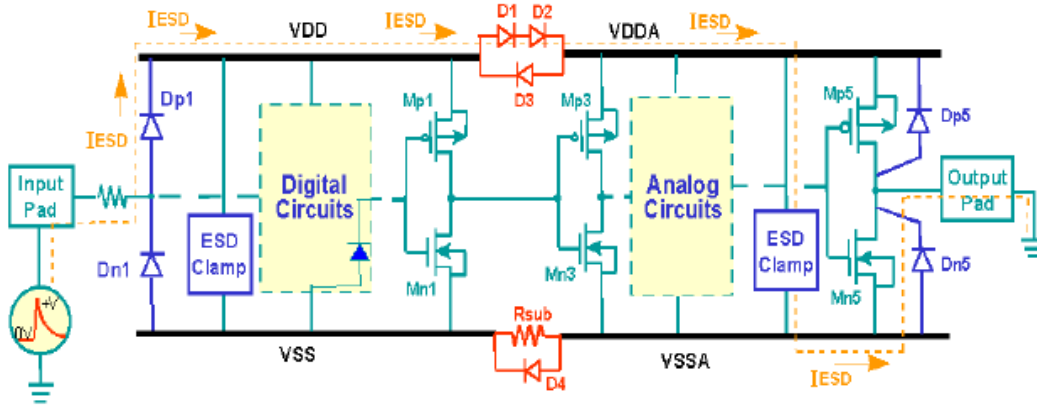 IESD
IESD
D1
D2
IESD
VDD
VDDA
D3
Dp1
Mp1
Mp3
Mp5
Dp5
IESD
Input
Pad
Digital
Circuits
Analog
Circuits
Output
Pad
ESD
Clamp
ESD
Clamp
Dn1
Mn1
Mn3
Mn5
Dn5
+V
0V
Rsub
VSS
D4
VSSA
IESD